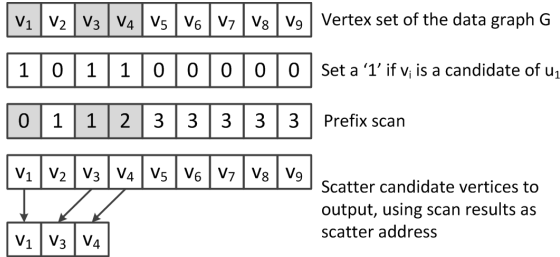 v₁ v₂ v₃ v₄ v₅ v₆ v₇ v₈ v₉ Vertex set of the data graph G
1 0 1 1 0 0 0 0 0 Set a ‘1’ if vᵢ is a candidate of u₁
0 1 1 2 3 3 3 3 3 Prefix scan
v₁ v₂ v₃ v₄ v₅ v₆ v₇ v₈ v₉
Scatter candidate vertices to
output, using scan results as
scatter address
v₁ v₃ v₄